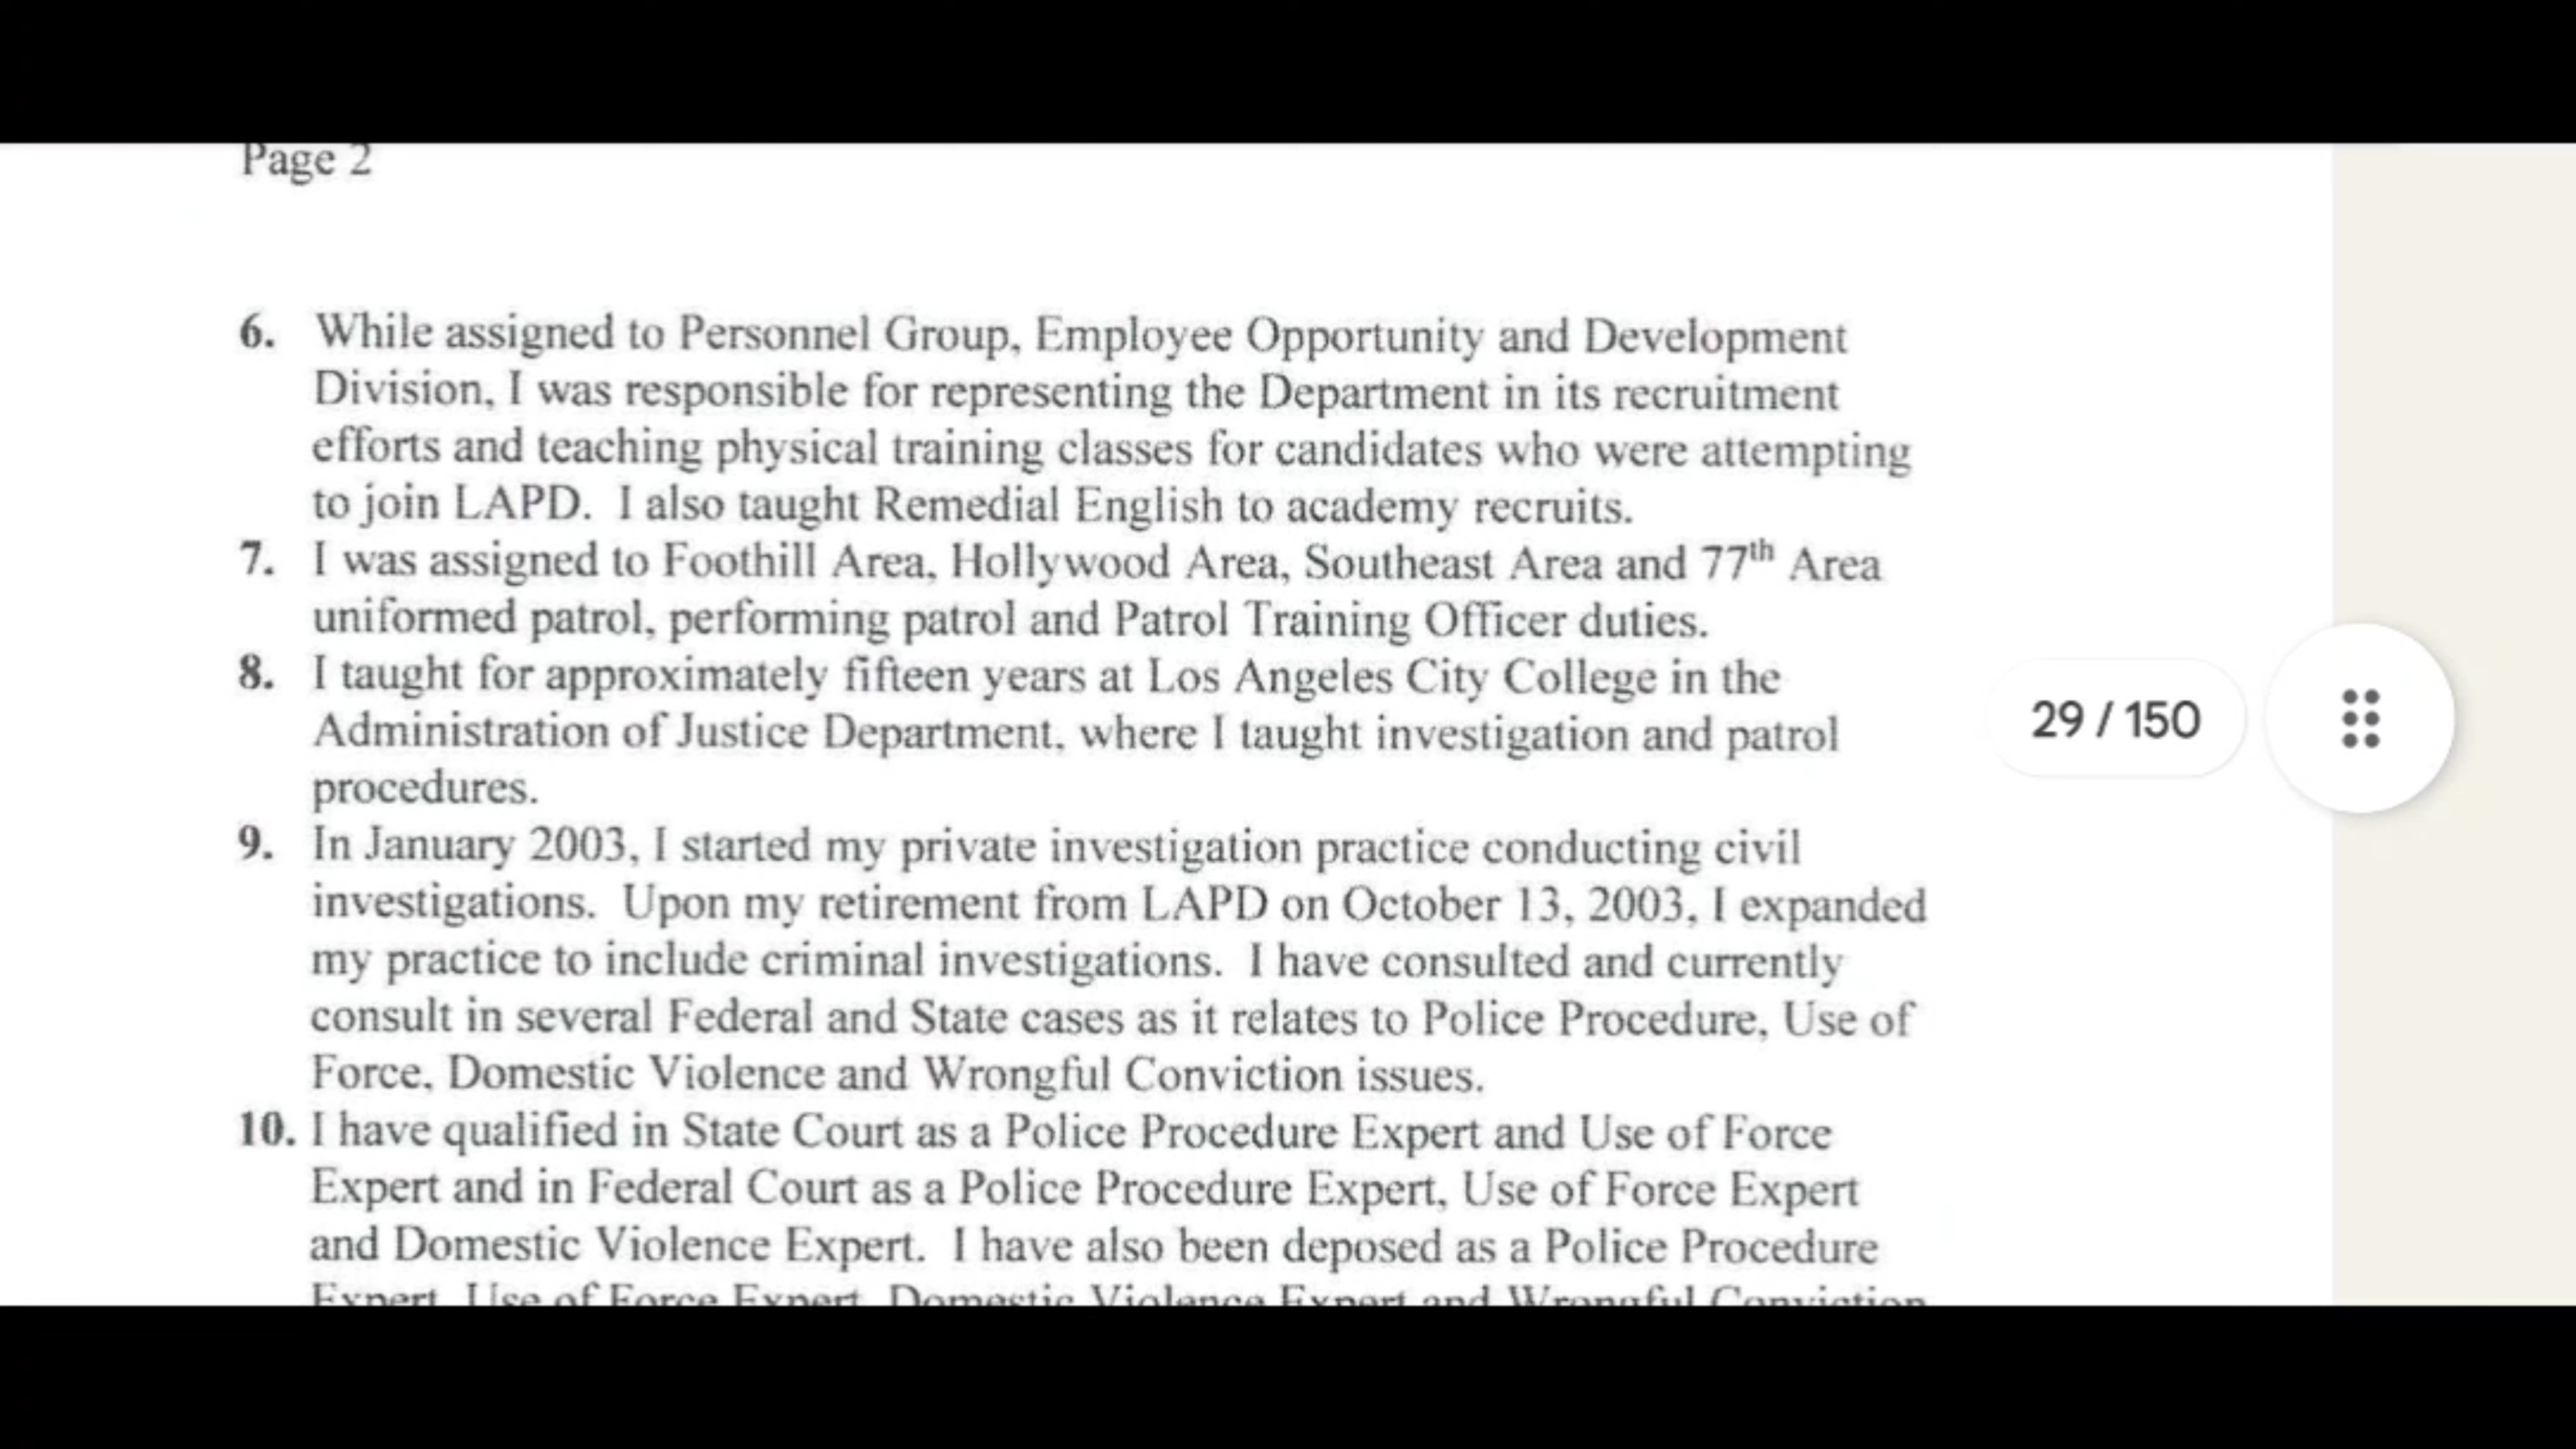 Page 2
6. While assigned to Personnel Group, Employee Opportunity and Development
Division, I was responsible for representing the Department in its recruitment
efforts and teaching physical training classes for candidates who were attempting
to join LAPD. I also taught Remedial English to academy recruits.
7. I was assigned to Foothill Area, Hollywood Area, Southeast Area and 77th Area
uniformed patrol, performing patrol and Patrol Training Officer duties.
8. I taught for approximately fifteen years at Los Angeles City College in the
Administration of Justice Department, where I taught investigation and patrol
procedures.
9. In January 2003, I started my private investigation practice conducting civil
investigations. Upon my retirement from LAPD on October 13, 2003, I expanded
my practice to include criminal investigations. I have consulted and currently
consult in several Federal and State cases as it relates to Police Procedure, Use of
Force, Domestic Violence and Wrongful Conviction issues.
10. I have qualified in State Court as a Police Procedure Expert and Use of Force
Expert and in Federal Court as a Police Procedure Expert, Use of Force Expert
and Domestic Violence Expert. I have also been deposed as a Police Procedure
Expert, Use of Force Expert, Domestic Violence Expert and Wrongful Conviction
29 / 150